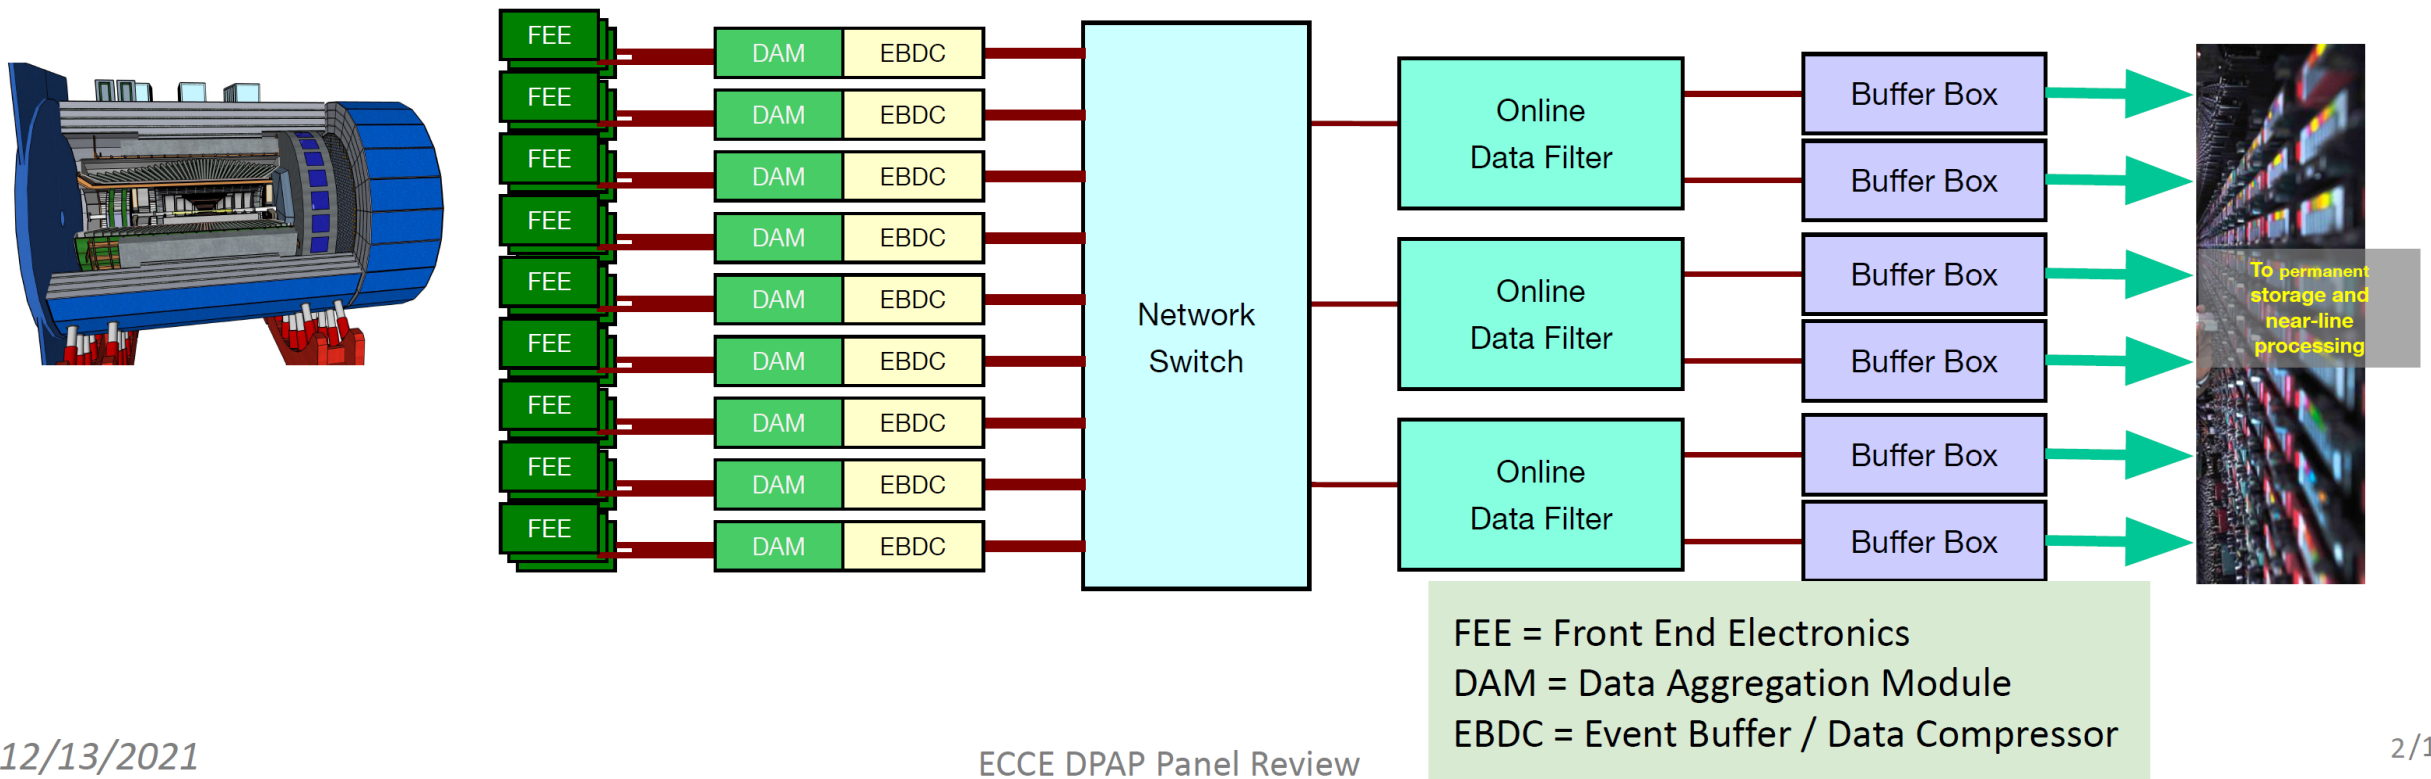 FEE
DAM EBDC
FEE
DAM EBDC
FEE
DAM EBDC
FEE
DAM EBDC
FEE
DAM EBDC
FEE
DAM EBDC
FEE
DAM EBDC
FEE
DAM EBDC
FEE
DAM EBDC
Network
Switch
Online
Data Filter
Online
Data Filter
Online
Data Filter
Buffer Box
Buffer Box
Buffer Box
Buffer Box
Buffer Box
Buffer Box
To permanent
storage and
near-line
processing
FEE = Front End Electronics
DAM = Data Aggregation Module
EBDC = Event Buffer / Data Compressor
12/13/2021
ECCE DPAP Panel Review
2/1